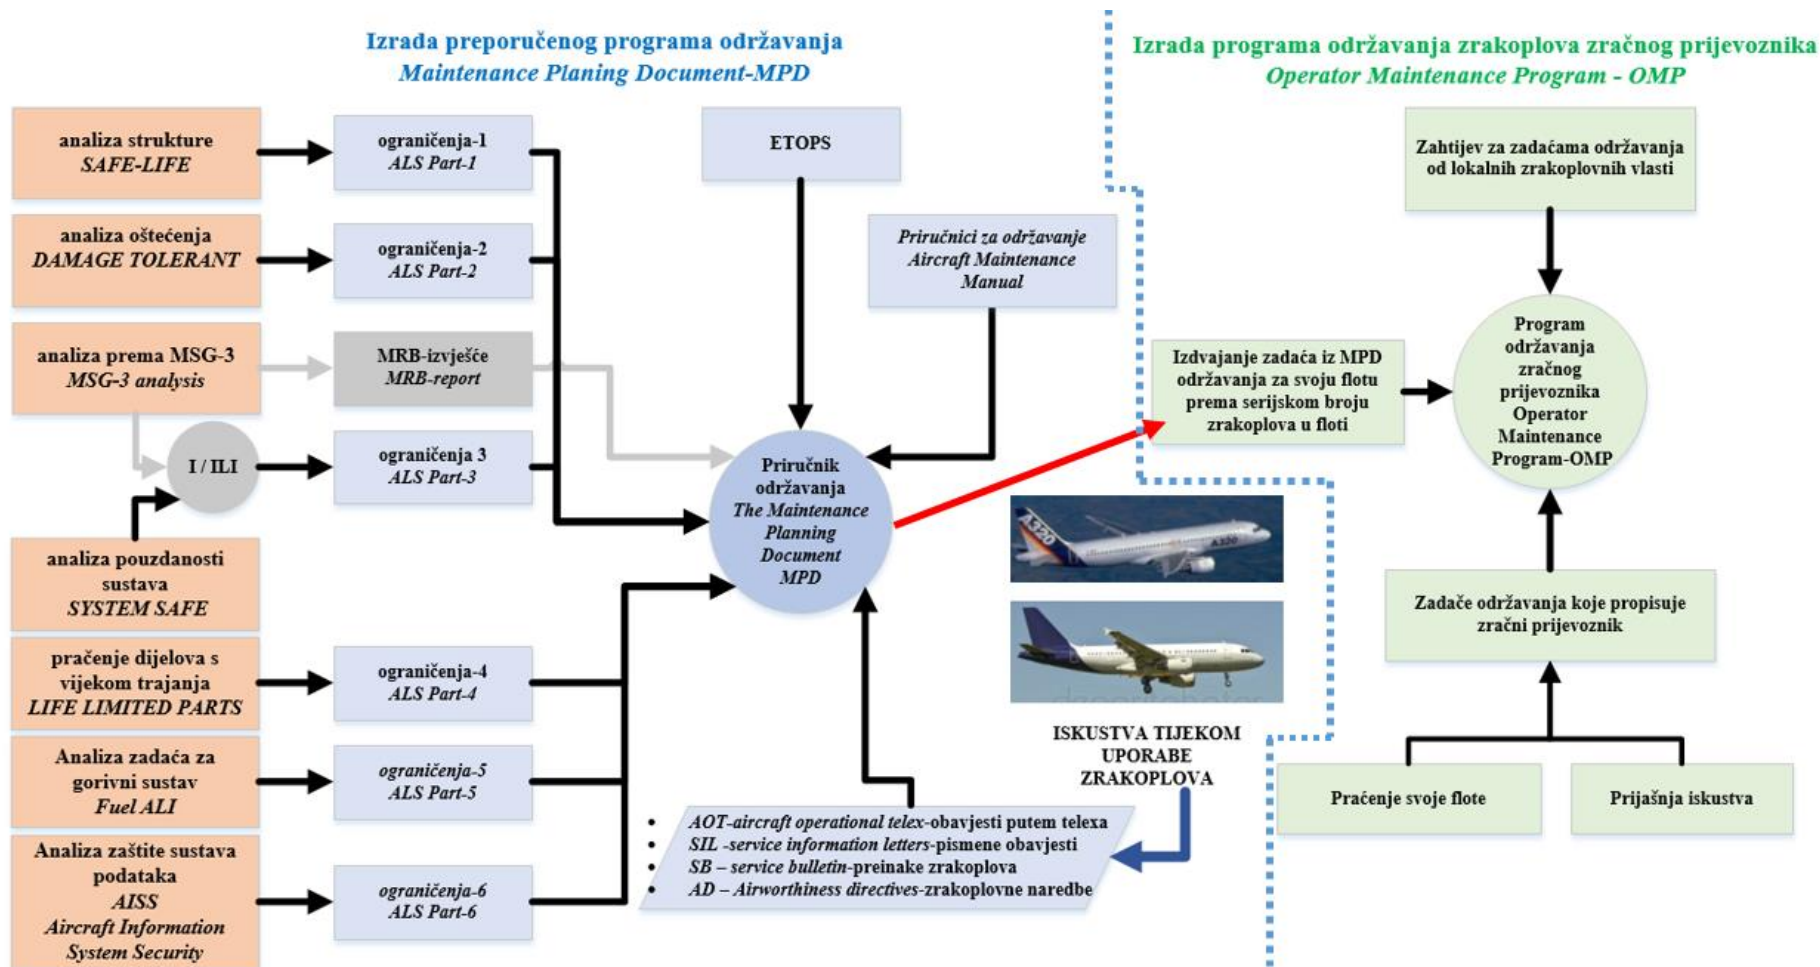 Izrada preporučenog programa održavanja
Maintenance Planing Document-MPD
Izrada programa održavanja zrakoplova zračnog prijevoznika
Operator Maintenance Program - OMP
analiza strukture
SAFE-LIFE
ograničenja-1
ALS Part-1
analiza oštećenja
DAMAGE TOLERANT
ograničenja-2
ALS Part-2
analiza prema MSG-3
MSG-3 analysis
MRB-izvješće
MRB-report
I / ILI
ograničenja 3
ALS Part-3
analiza pouzdanosti
sustava
SYSTEM SAFE
pračenje dijelova s
vijekom trajanja
LIFE LIMITED PARTS
ograničenja-4
ALS Part-4
Analiza zadaća za
gorivni sustav
Fuel ALI
ograničenja-5
ALS Part-5
Analiza zaštite sustava
podataka
AISS
Aircraft Information
System Security
ograničenja-6
ALS Part-6
ETOPS
Priručnici za održavanje
Aircraft Maintenance
Manual
Priručnik
održavanja
The Maintenance
Planning
Document
MPD
A320
A320
ISKUSTVA TIJEKOM
UPORABE
ZRAKOPLOVA
• AOT-aircraft operational telex-obavjesti putem telexa
• SIL -service information letters-pismene obavjesti
• SB – service bulletin-preinake zrakoplova
• AD – Airworthiness directives-zrakoplovne naredbe
Zahtijev za zadaćama održavanja
od lokalnih zrakoplovnih vlasti
Izdvajanje zadaća iz MPD
održavanja za svoju flotu
prema serijskom broju
zrakoplova u floti
Program
održavanja
zračnog
prijevoznika
Operator
Maintenance
Program-OMP
Zadače održavanja koje propisuje
zračni prijevoznik
Praćenje svoje flote
Prijašnja iskustva